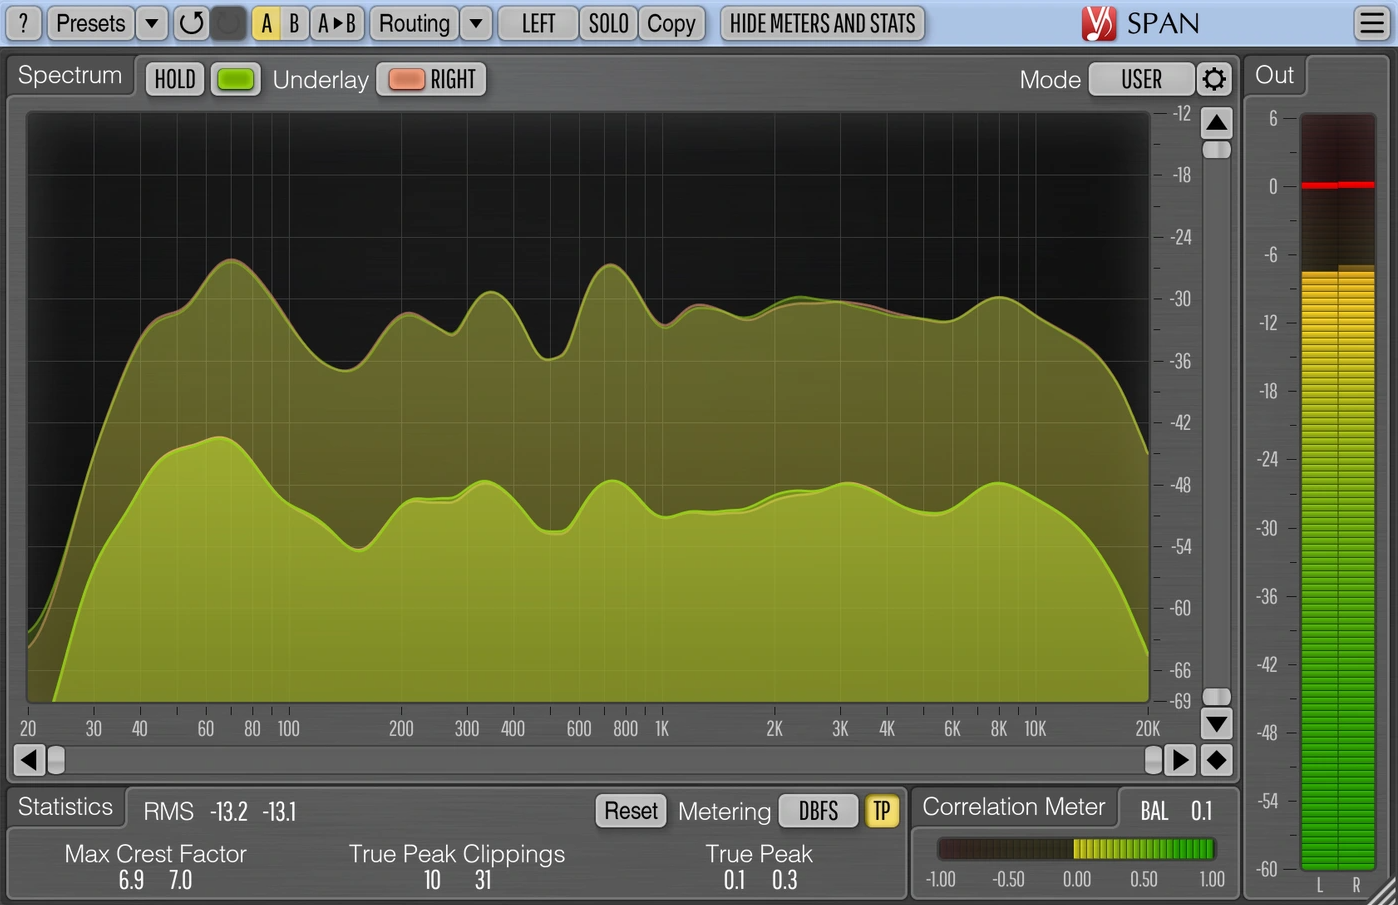 ? Presets A B A▸B Routing LEFT SOLO Copy HIDE METERS AND STATS SPAN
Spectrum HOLD Underlay RIGHT Mode USER Out
-12
-18
-24
-30
-36
-42
-48
-54
-60
-66
-69
20 30 40 60 80 100 200 300 400 600 800 1K 2K 3K 4K 6K 8K 10K 20K
6
0
-6
-12
-18
-24
-30
-36
-42
-48
-54
-60
L R
Statistics RMS -13.2 -13.1 Reset Metering DBFS TP
Max Crest Factor True Peak Clippings True Peak
6.9 7.0 10 31 0.1 0.3
Correlation Meter BAL 0.1
-1.00 -0.50 0.00 0.50 1.00